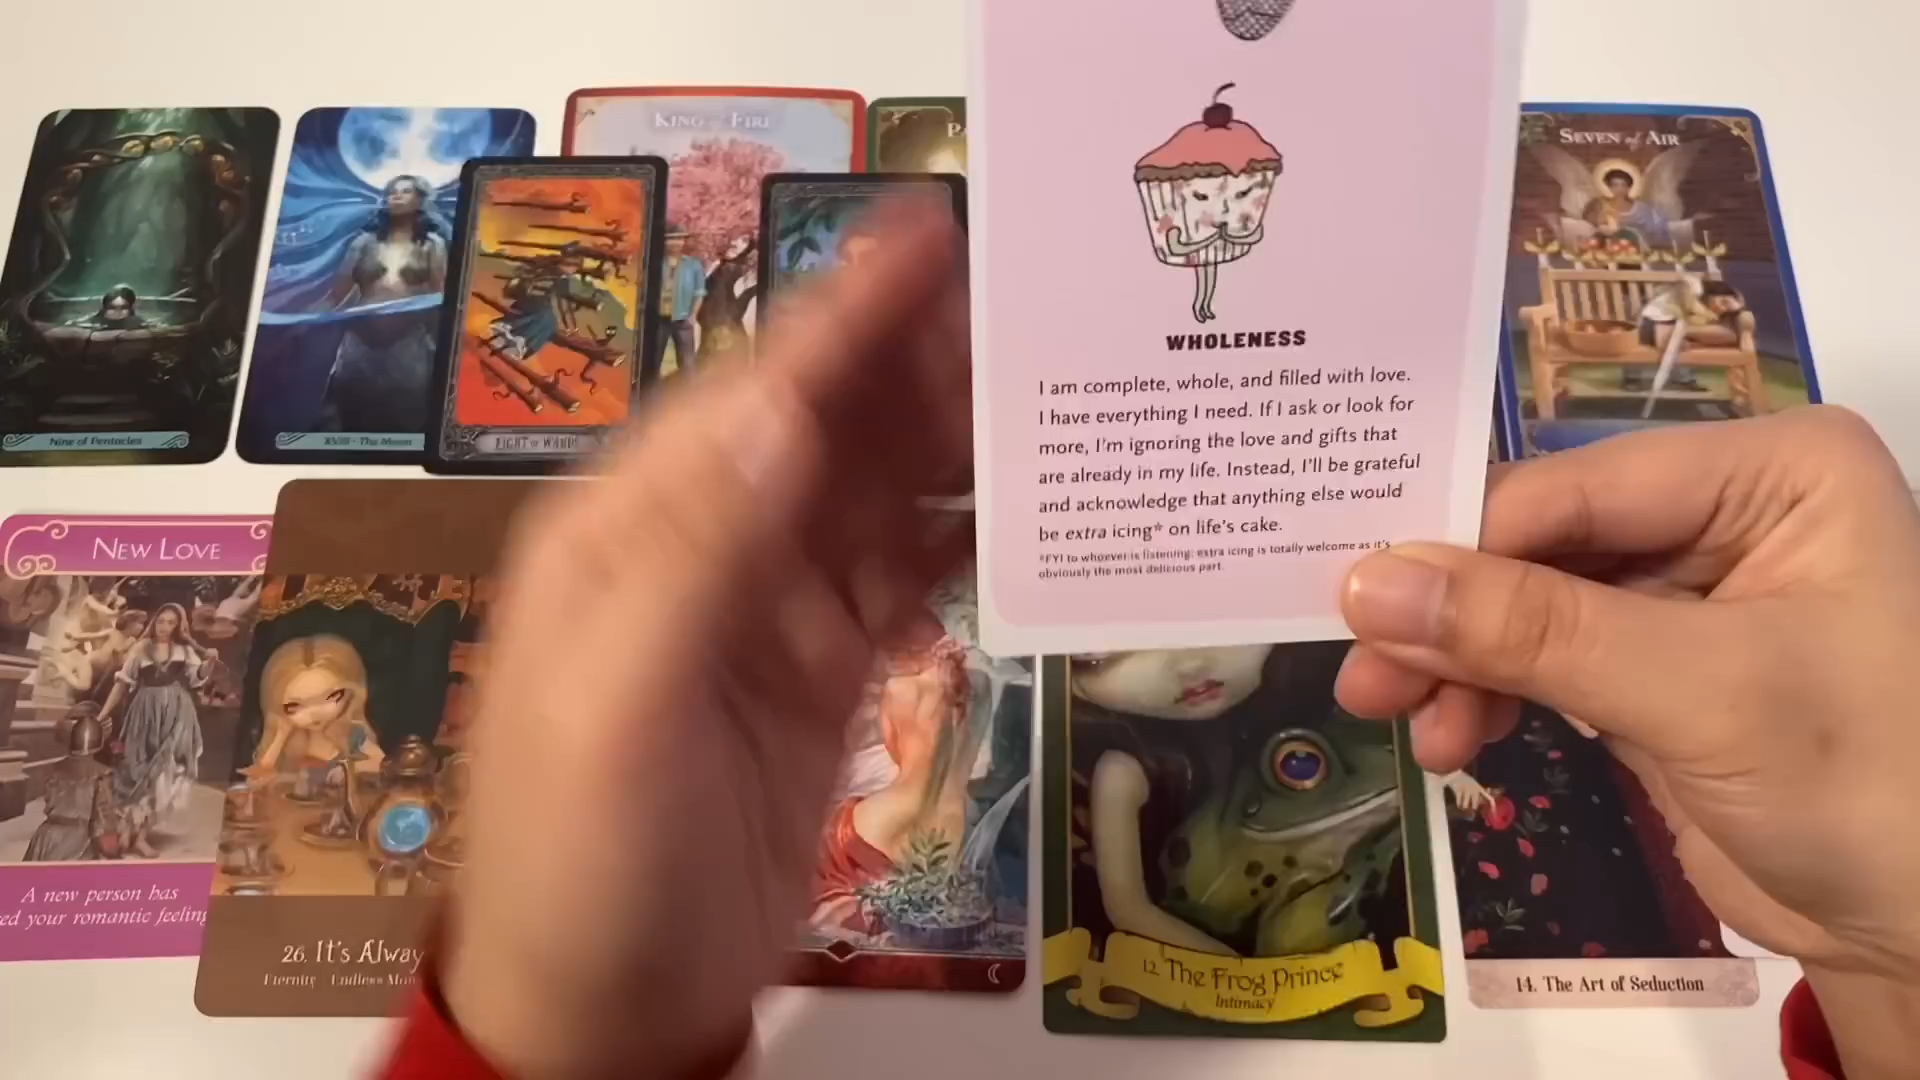 KING of FIRE
P
SEVEN of AIR
Nine of Pentacles
XVIII - The Moon
EIGHT of WANDS
WHOLENESS
I am complete, whole, and filled with love.
I have everything I need. If I ask or look for
more, I'm ignoring the love and gifts that
are already in my life. Instead, I'll be grateful
and acknowledge that anything else would
be extra icing* on life's cake.
*FYI to whoever is listening: extra icing is totally welcome as it's
obviously the most delicious part.
NEW LOVE
A new person has
ed your romantic feeling
26. It's Alway
Eternity Endless Mo
12 The Frog Prince
Intimacy
14. The Art of Seduction